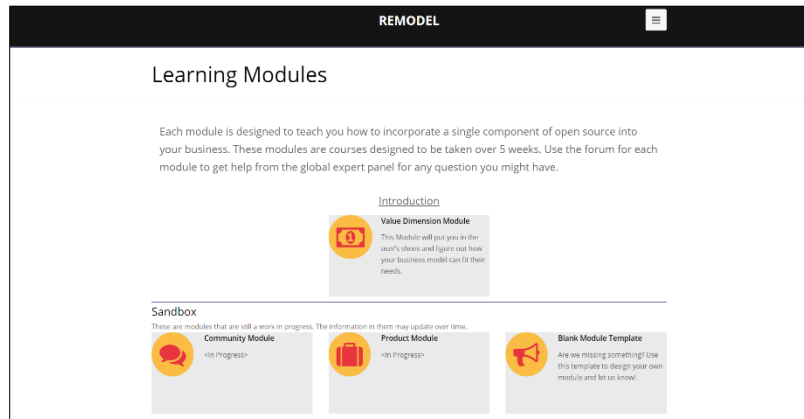 REMODEL
Learning Modules
Each module is designed to teach you how to incorporate a single component of open source into
your business. These modules are courses designed to be taken over 5 weeks. Use the forum for each
module to get help from the global expert panel for any question you might have.
Introduction
Value Dimension Module
This Module will put you in the
user's shoes and figure out how
your business model can fit their
needs.
Sandbox
These are modules that are still a work in progress. The information in them may update over time.
Community Module
<In Progress>
Product Module
<In Progress>
Blank Module Template
Are we missing something? Use
this template to design your own
module and let us know!